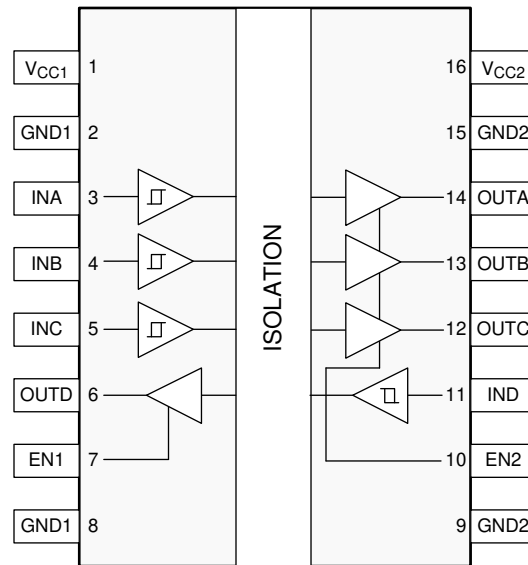 VCC1 1 16 VCC2
GND1 2 15 GND2
INA 3 14 OUTA
INB 4 13 OUTB
INC 5 12 OUTC
OUTD 6 11 IND
EN1 7 10 EN2
GND1 8 9 GND2
ISOLATION